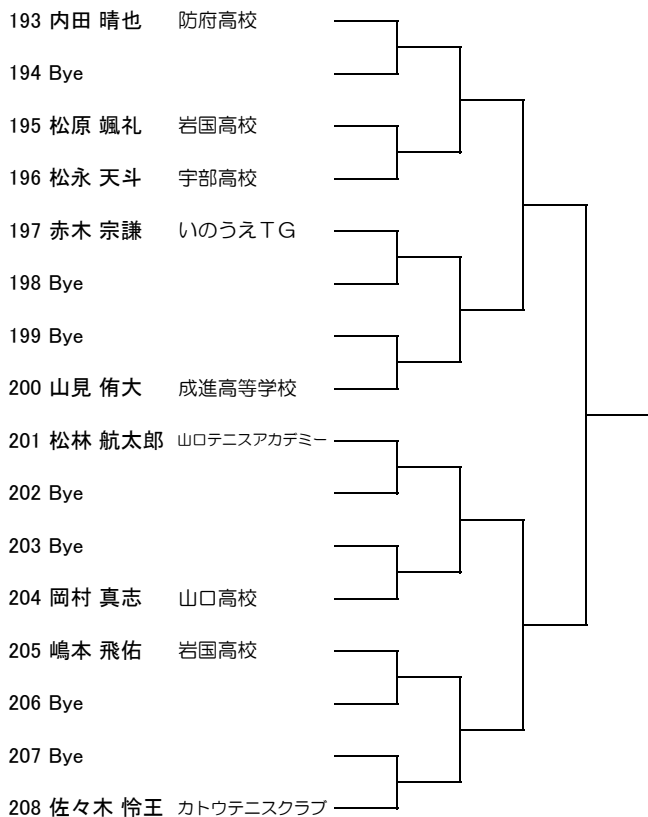 193 内田 晴也 防府高校
194 Bye
195 松原 颯礼 岩国高校
196 松永 天斗 宇部高校
197 赤木 宗謙 いのうえTG
198 Bye
199 Bye
200 山見 侑大 成進高等学校
201 松林 航太郎 山口テニスアカデミー
202 Bye
203 Bye
204 岡村 真志 山口高校
205 嶋本 飛佑 岩国高校
206 Bye
207 Bye
208 佐々木 怜王 カトウテニスクラブ